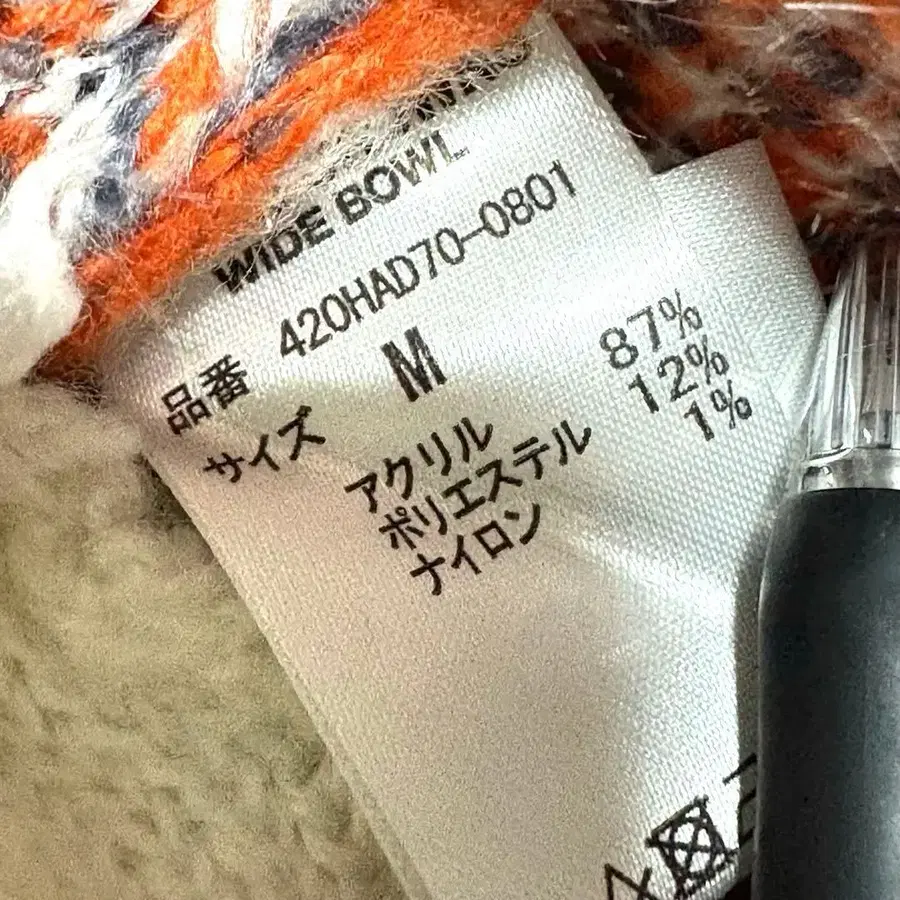 WIDE BOWL
品番 420HAD70-0801
サイズ M
アクリル 87%
ポリエステル 12%
ナイロン 1%